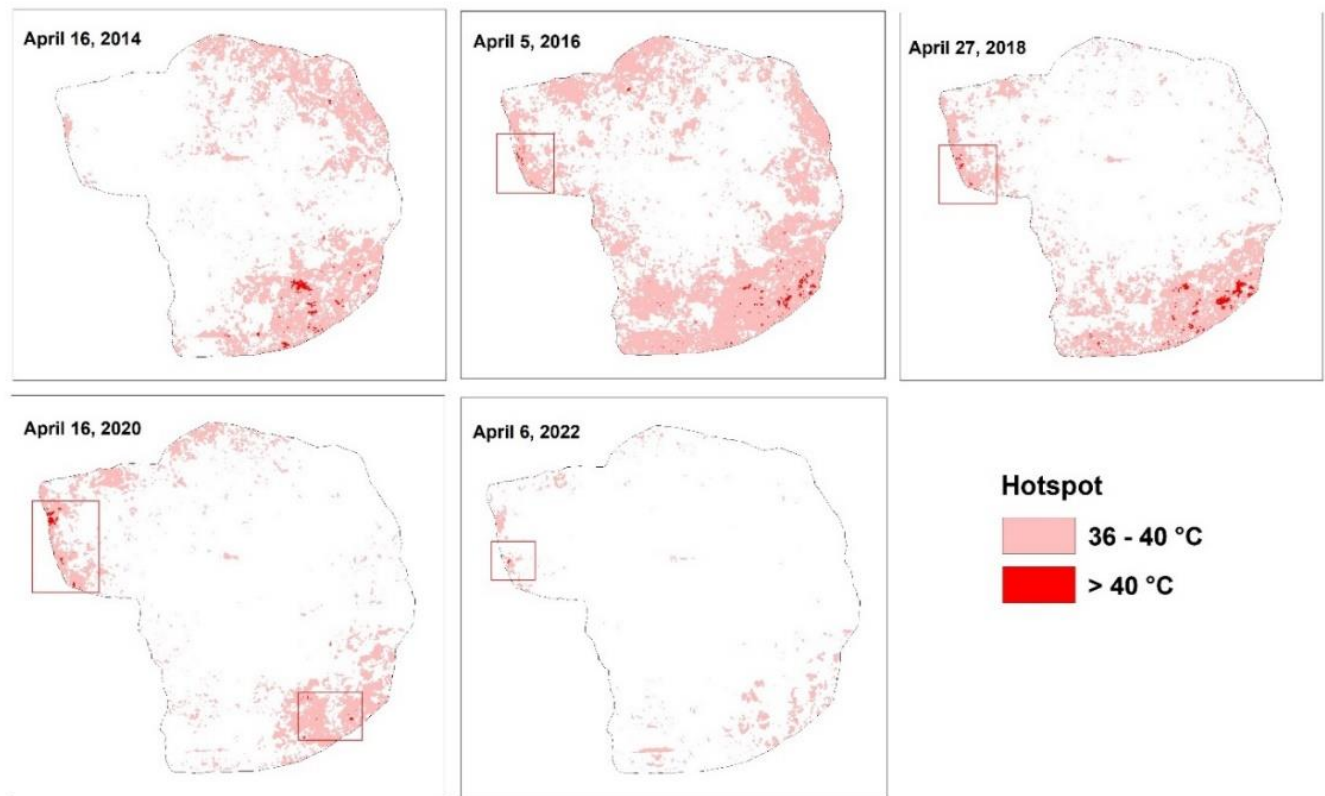 April 16, 2014
April 5, 2016
April 27, 2018
April 16, 2020
April 6, 2022
Hotspot
36 - 40 °C
> 40 °C